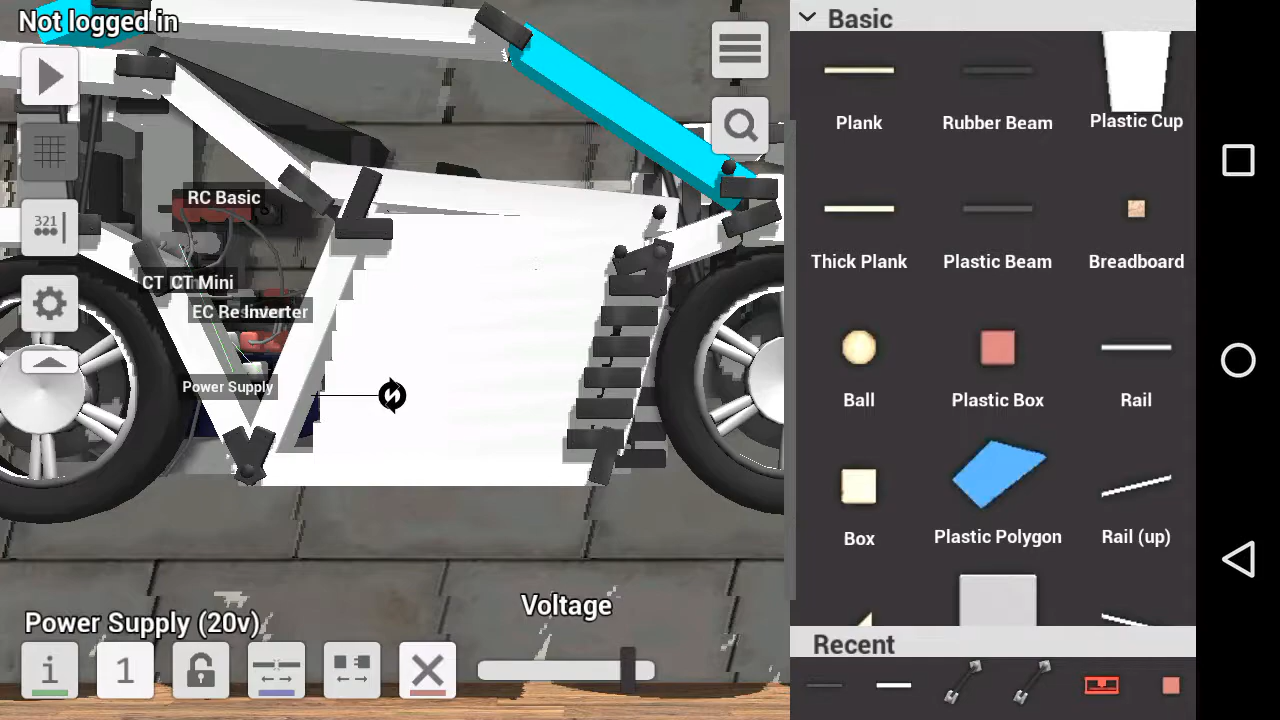 Not logged in
321
RC Basic
CT CT Mini
EC Re Inverter
Power Supply
Power Supply (20v)
i
1
Voltage
Basic
Plank
Rubber Beam
Plastic Cup
Thick Plank
Plastic Beam
Breadboard
Ball
Plastic Box
Rail
Box
Plastic Polygon
Rail (up)
Recent